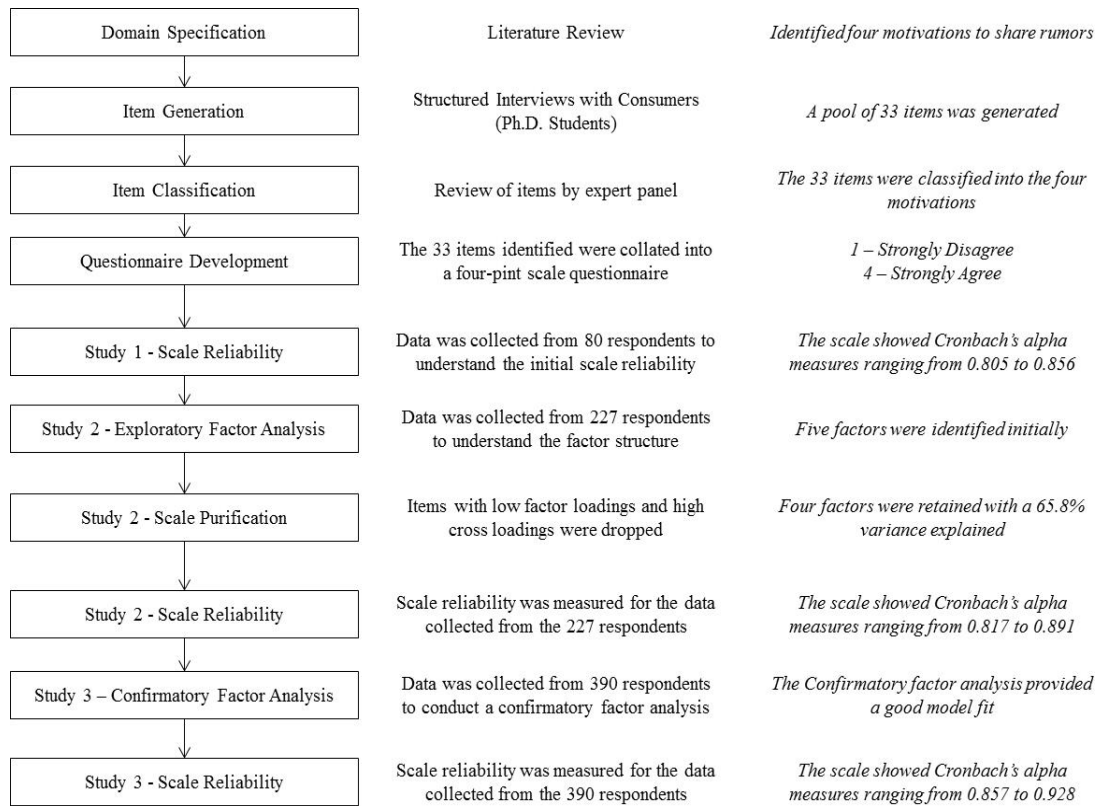 Domain Specification
Literature Review
Identified four motivations to share rumors
Item Generation
Structured Interviews with Consumers
(Ph.D. Students)
A pool of 33 items was generated
Item Classification
Review of items by expert panel
The 33 items were classified into the four
motivations
Questionnaire Development
The 33 items identified were collated into
a four-pint scale questionnaire
1 – Strongly Disagree
4 – Strongly Agree
Study 1 - Scale Reliability
Data was collected from 80 respondents to
understand the initial scale reliability
The scale showed Cronbach's alpha
measures ranging from 0.805 to 0.856
Study 2 - Exploratory Factor Analysis
Data was collected from 227 respondents
to understand the factor structure
Five factors were identified initially
Study 2 - Scale Purification
Items with low factor loadings and high
cross loadings were dropped
Four factors were retained with a 65.8%
variance explained
Study 2 - Scale Reliability
Scale reliability was measured for the data
collected from the 227 respondents
The scale showed Cronbach's alpha
measures ranging from 0.817 to 0.891
Study 3 – Confirmatory Factor Analysis
Data was collected from 390 respondents
to conduct a confirmatory factor analysis
The Confirmatory factor analysis provided
a good model fit
Study 3 - Scale Reliability
Scale reliability was measured for the data
collected from the 390 respondents
The scale showed Cronbach's alpha
measures ranging from 0.857 to 0.928